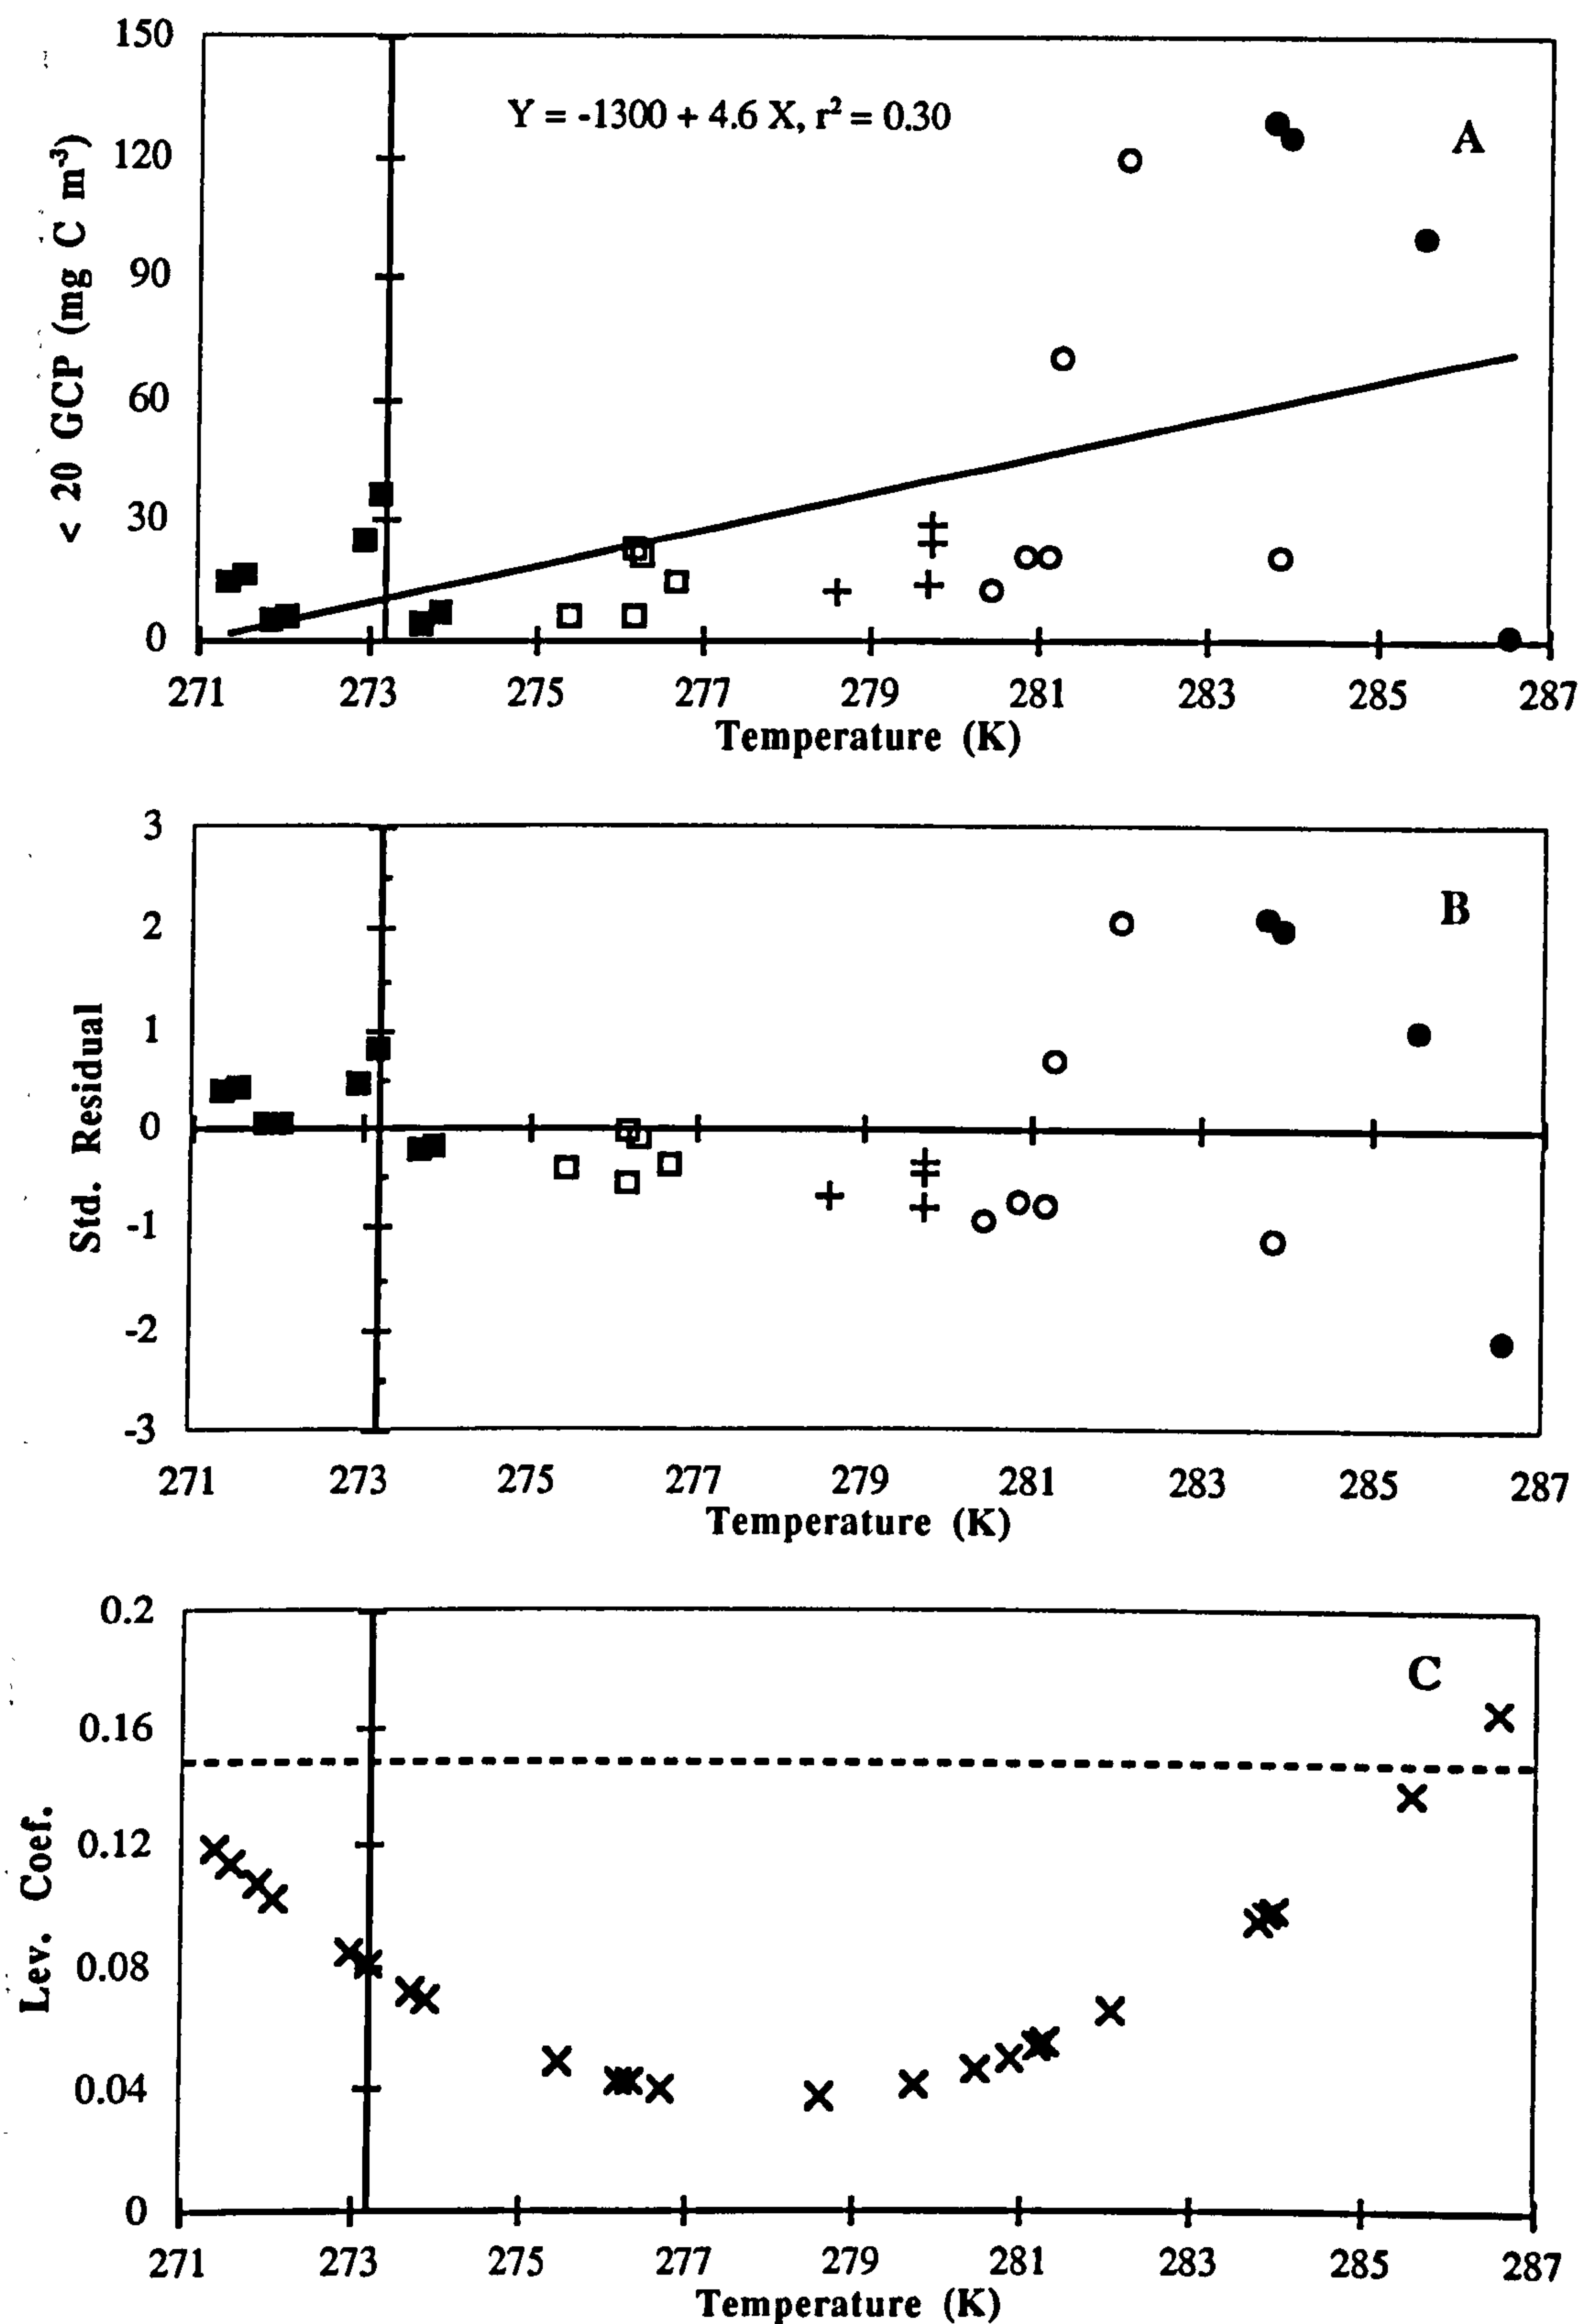 150
Y = -1300 + 4.6 X, r² = 0.30
A
120
90
60
30
0
< 20 GCP (mg C m⁻³)
271 273 275 277 279 281 283 285 287
Temperature (K)
3
B
2
1
0
-1
-2
-3
Std. Residual
271 273 275 277 279 281 283 285 287
Temperature (K)
0.2
C
0.16
0.12
0.08
0.04
0
Lev. Coef.
271 273 275 277 279 281 283 285 287
Temperature (K)